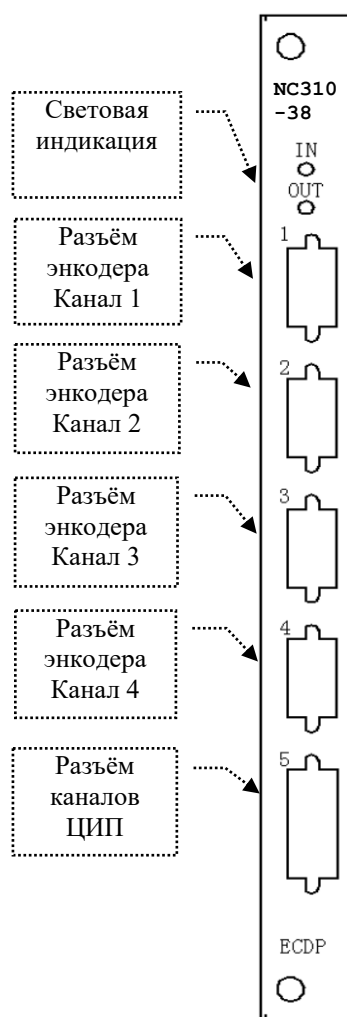 NC310
-38
Световая
индикация
IN
OUT
1
Разъём
энкодера
Канал 1
2
Разъём
энкодера
Канал 2
3
Разъём
энкодера
Канал 3
4
Разъём
энкодера
Канал 4
5
Разъём
каналов
ЦИП
ECDP